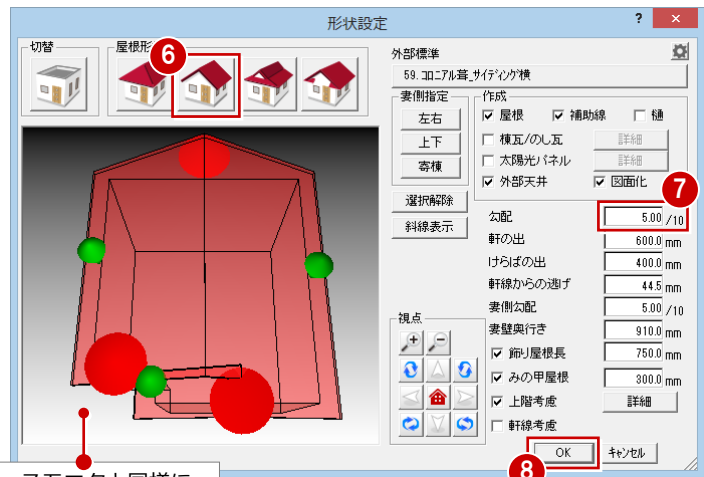 形状設定 ? ×
切替
屋根形
6
外部標準
59. コロニアル葺_サイディング横
妻側指定
左右
上下
寄棟
選択解除
斜線表示
作成
屋根 補助線 樋
棟瓦/のし瓦 詳細
太陽光パネル 詳細
外部天井 図面化
7
勾配 5.00 /10
軒の出 600.0 mm
けらばの出 400.0 mm
軒線からの逃げ 44.5 mm
妻側勾配 5.00 /10
妻壁奥行き 910.0 mm
飾り屋根長 750.0 mm
みの甲屋根 300.0 mm
上階考慮 詳細
軒線考慮
視点
OK キャンセル
8